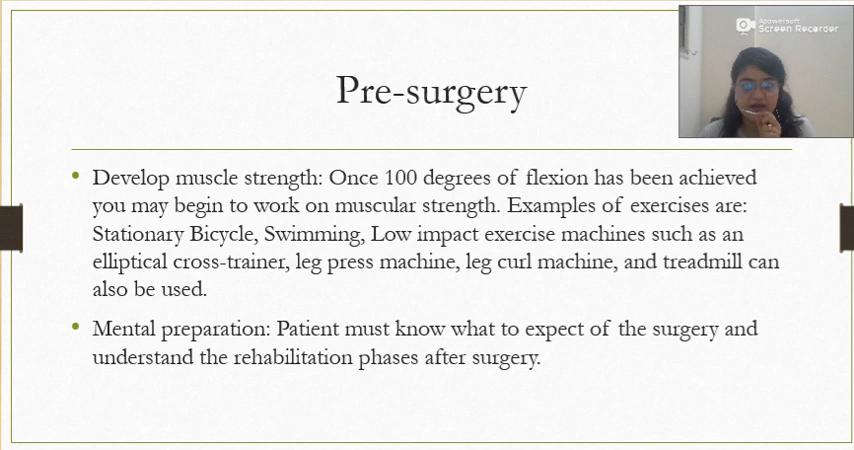 Apowersoft
Screen Recorder
Pre-surgery
• Develop muscle strength: Once 100 degrees of flexion has been achieved
you may begin to work on muscular strength. Examples of exercises are:
Stationary Bicycle, Swimming, Low impact exercise machines such as an
elliptical cross-trainer, leg press machine, leg curl machine, and treadmill can
also be used.
• Mental preparation: Patient must know what to expect of the surgery and
understand the rehabilitation phases after surgery.